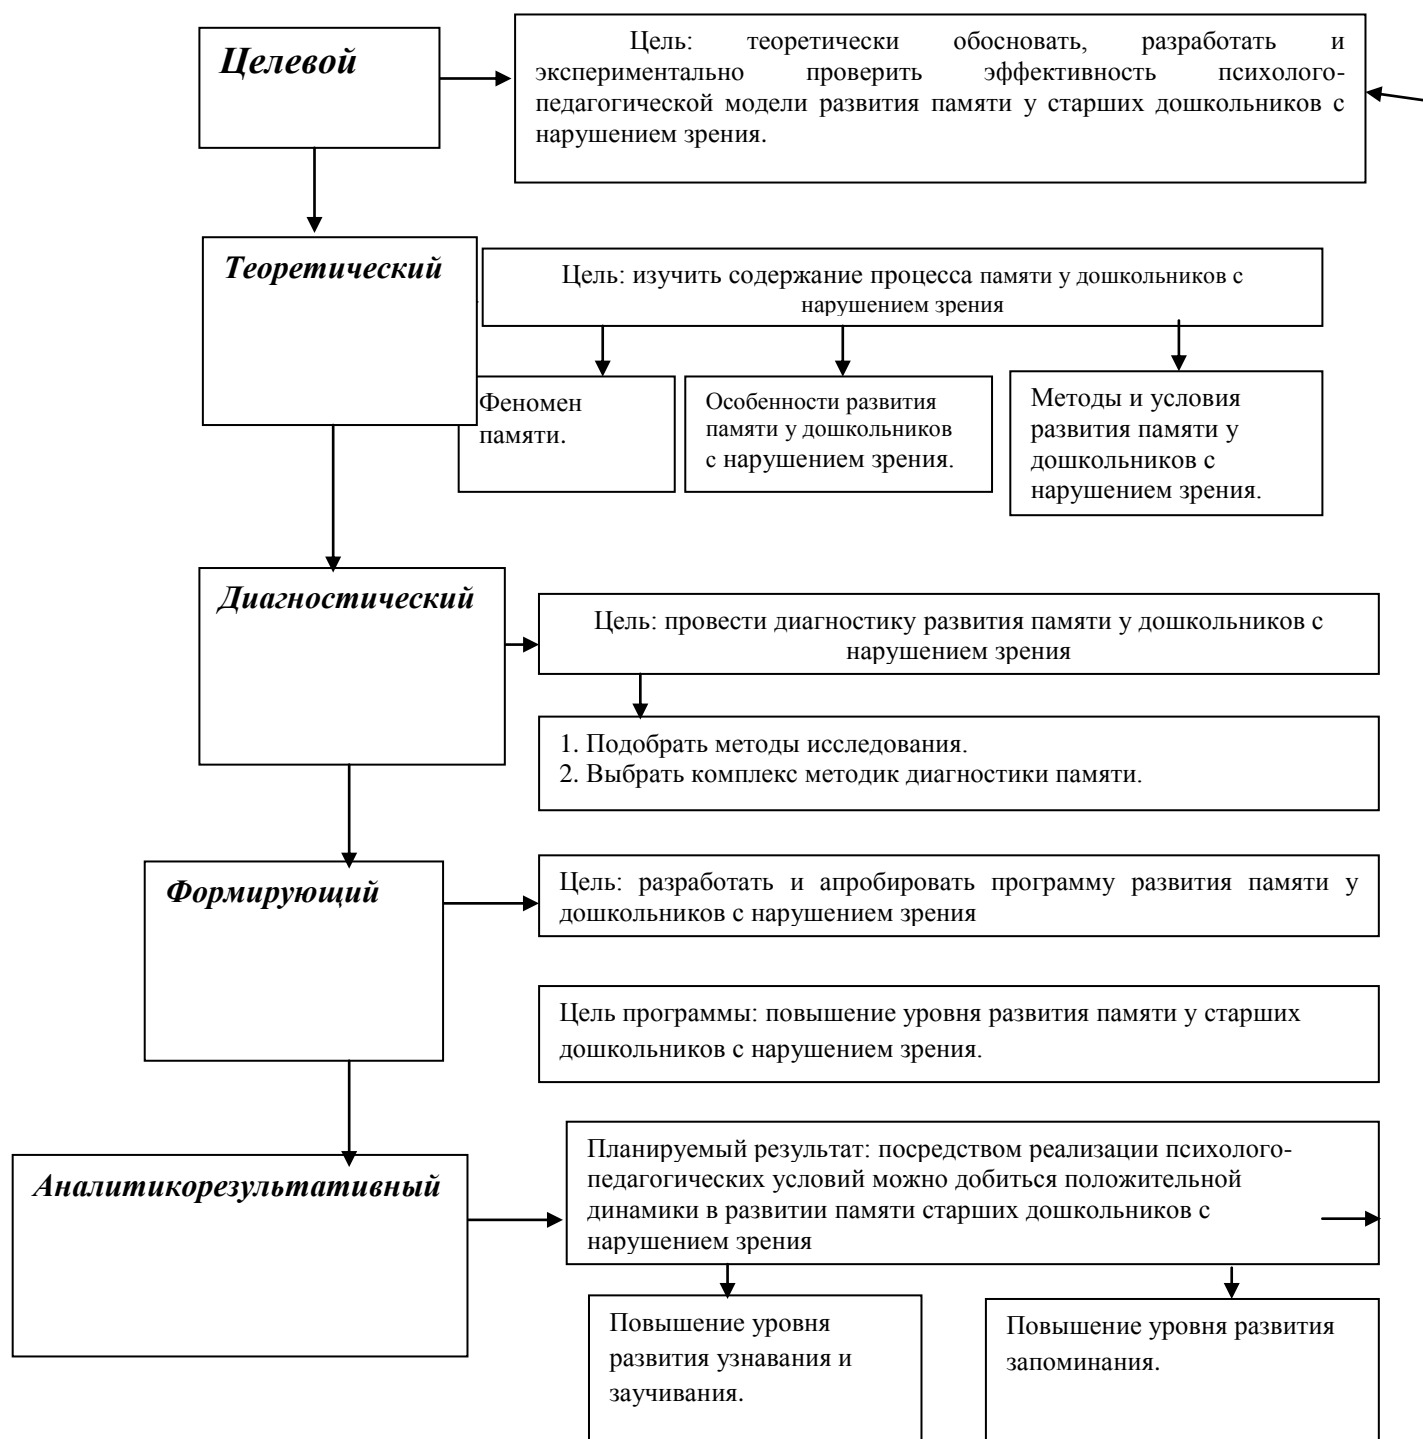 Целевой
Цель: теоретически обосновать, разработать и
экспериментально проверить эффективность психолого-
педагогической модели развития памяти у старших дошкольников с
нарушением зрения.
Теоретический
Цель: изучить содержание процесса памяти у дошкольников с
нарушением зрения
Феномен
памяти.
Особенности развития
памяти у дошкольников
с нарушением зрения.
Методы и условия
развития памяти у
дошкольников с
нарушением зрения.
Диагностический
Цель: провести диагностику развития памяти у дошкольников с
нарушением зрения
1. Подобрать методы исследования.
2. Выбрать комплекс методик диагностики памяти.
Формирующий
Цель: разработать и апробировать программу развития памяти у
дошкольников с нарушением зрения
Цель программы: повышение уровня развития памяти у старших
дошкольников с нарушением зрения.
Аналитикорезультативный
Планируемый результат: посредством реализации психолого-
педагогических условий можно добиться положительной
динамики в развитии памяти старших дошкольников с
нарушением зрения
Повышение уровня
развития узнавания и
заучивания.
Повышение уровня развития
запоминания.